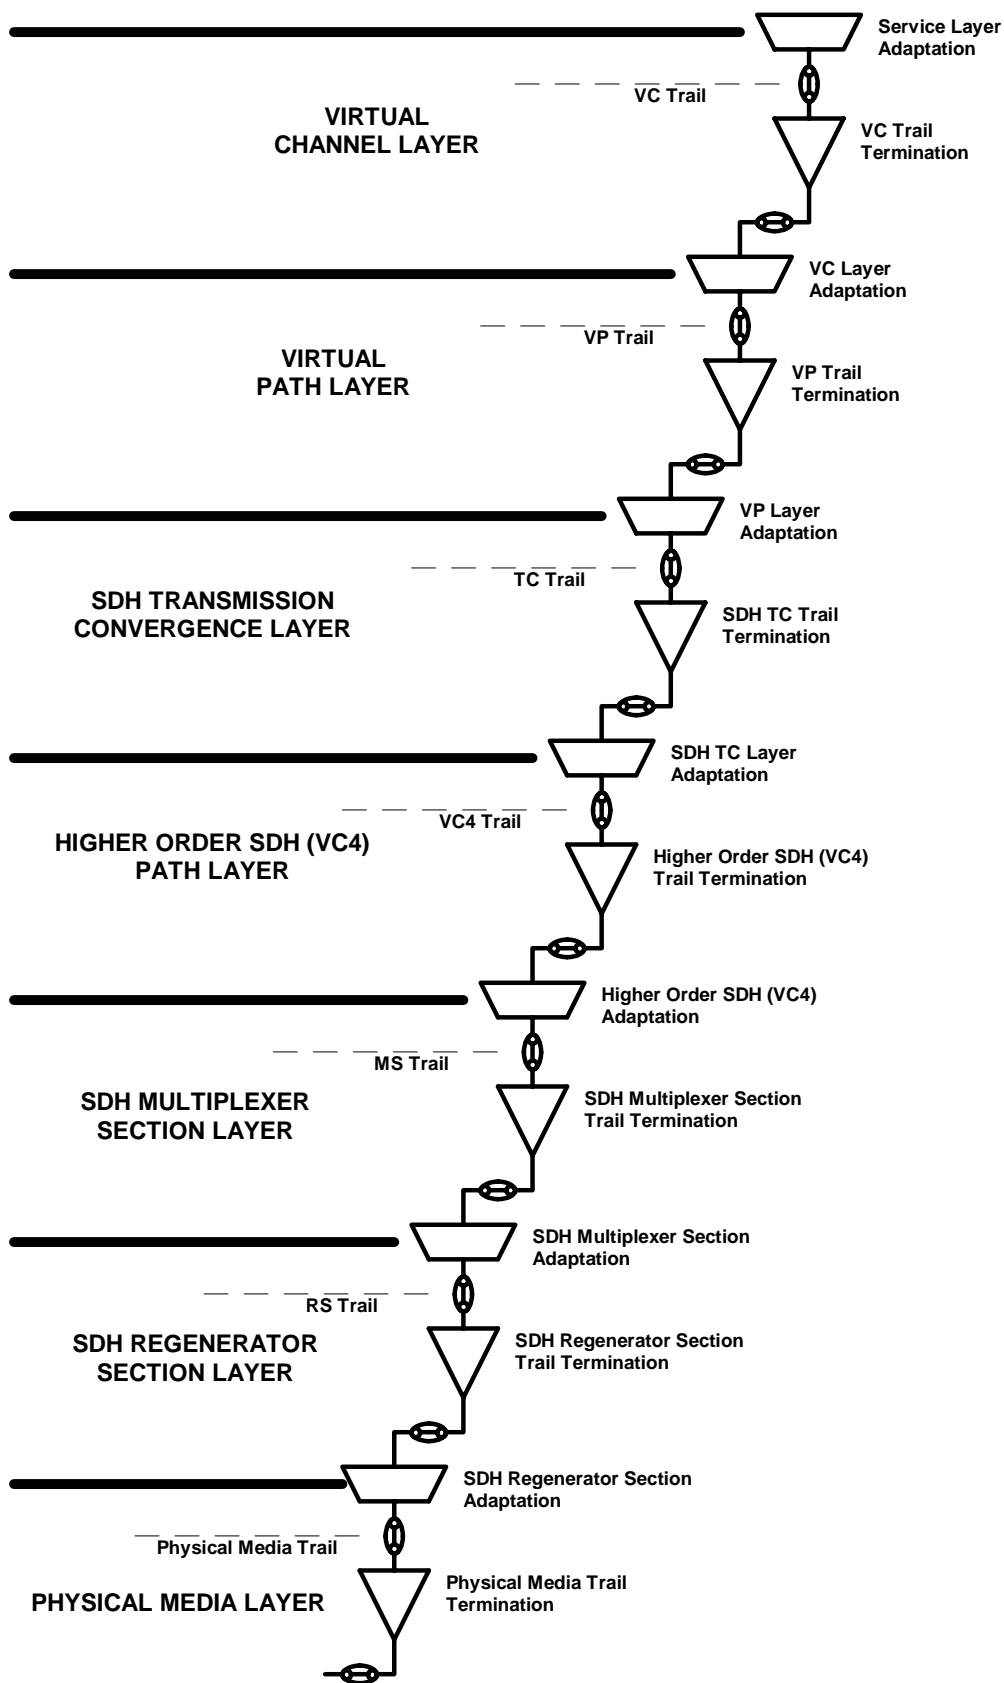 Service Layer
Adaptation
VC Trail
VIRTUAL
CHANNEL LAYER
VC Trail
Termination
VC Layer
Adaptation
VP Trail
VIRTUAL
PATH LAYER
VP Trail
Termination
VP Layer
Adaptation
TC Trail
SDH TRANSMISSION
CONVERGENCE LAYER
SDH TC Trail
Termination
SDH TC Layer
Adaptation
VC4 Trail
HIGHER ORDER SDH (VC4)
PATH LAYER
Higher Order SDH (VC4)
Trail Termination
Higher Order SDH (VC4)
Adaptation
MS Trail
SDH MULTIPLEXER
SECTION LAYER
SDH Multiplexer Section
Trail Termination
SDH Multiplexer Section
Adaptation
RS Trail
SDH REGENERATOR
SECTION LAYER
SDH Regenerator Section
Trail Termination
SDH Regenerator Section
Adaptation
Physical Media Trail
PHYSICAL MEDIA LAYER
Physical Media Trail
Termination